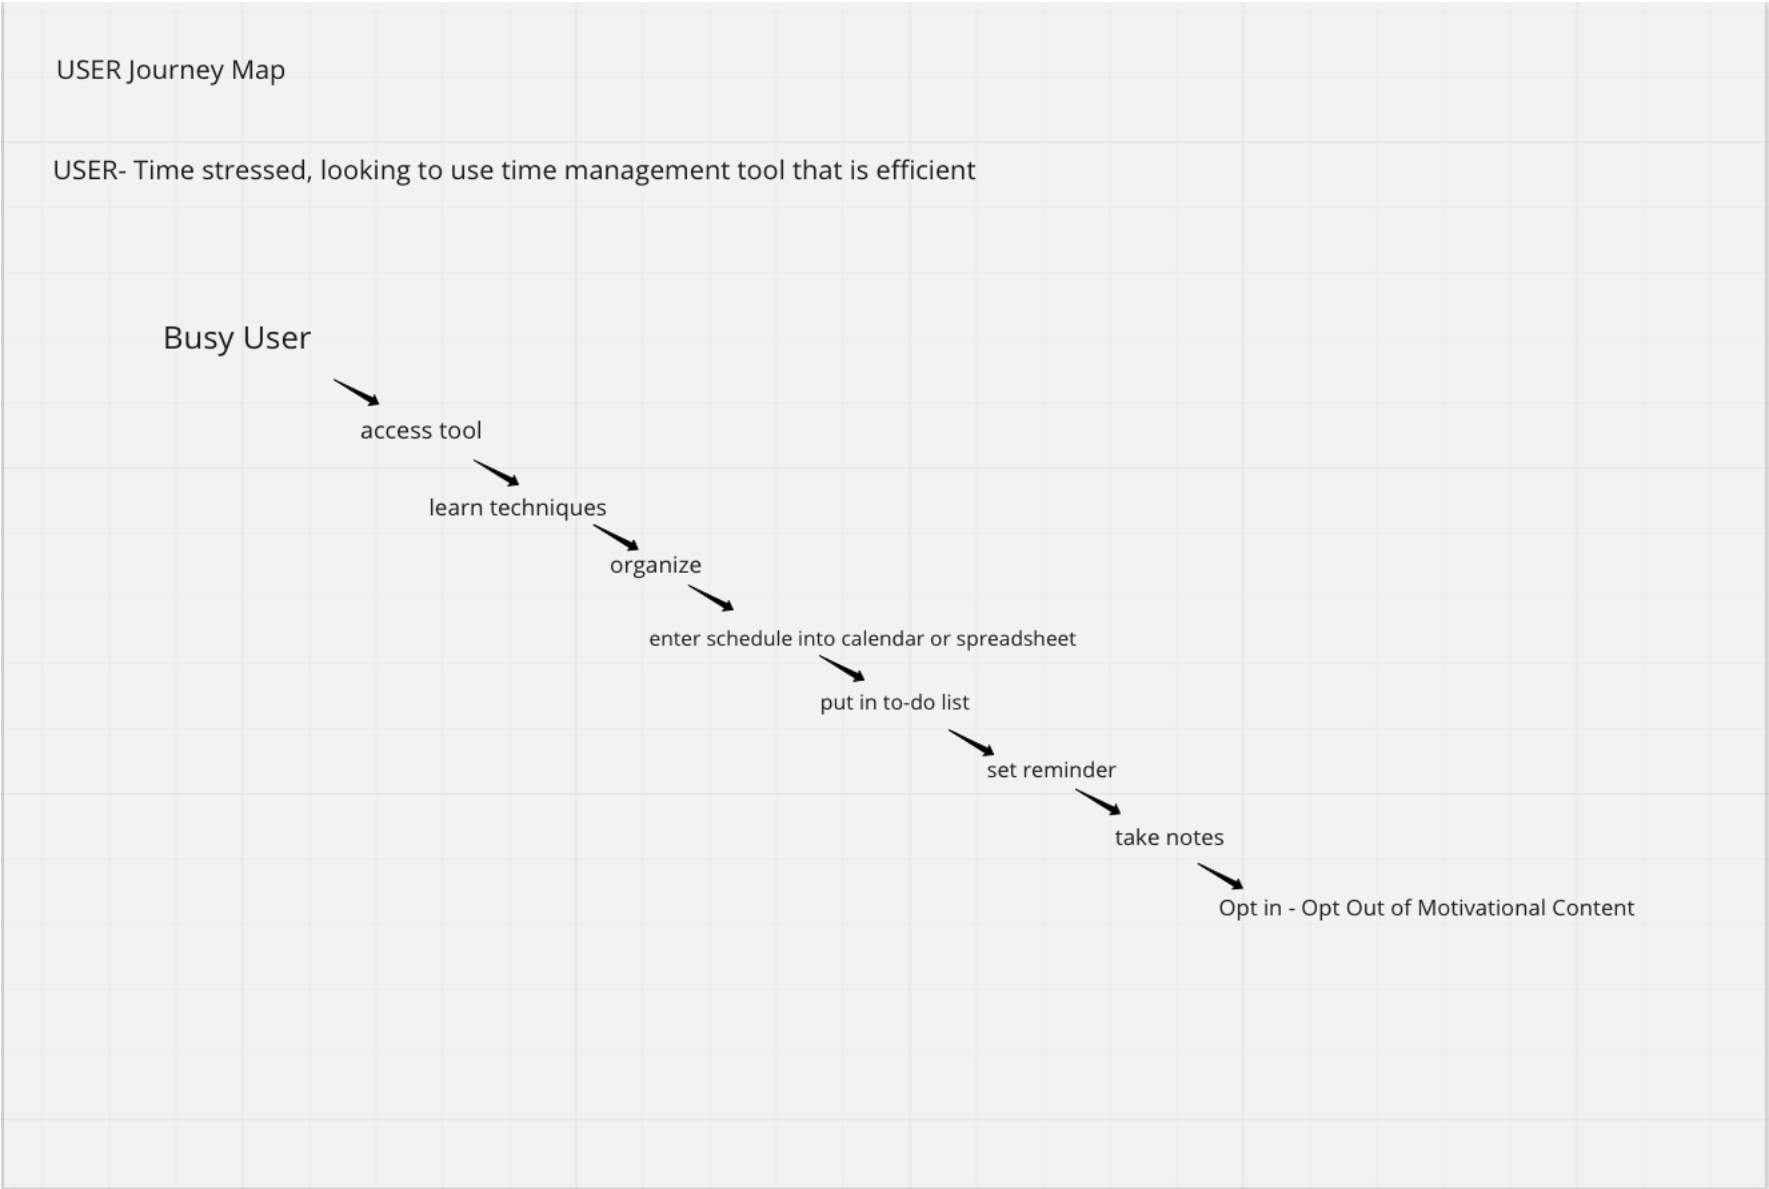 USER Journey Map
USER- Time stressed, looking to use time management tool that is efficient
Busy User
access tool
learn techniques
organize
enter schedule into calendar or spreadsheet
put in to-do list
set reminder
take notes
Opt in - Opt Out of Motivational Content